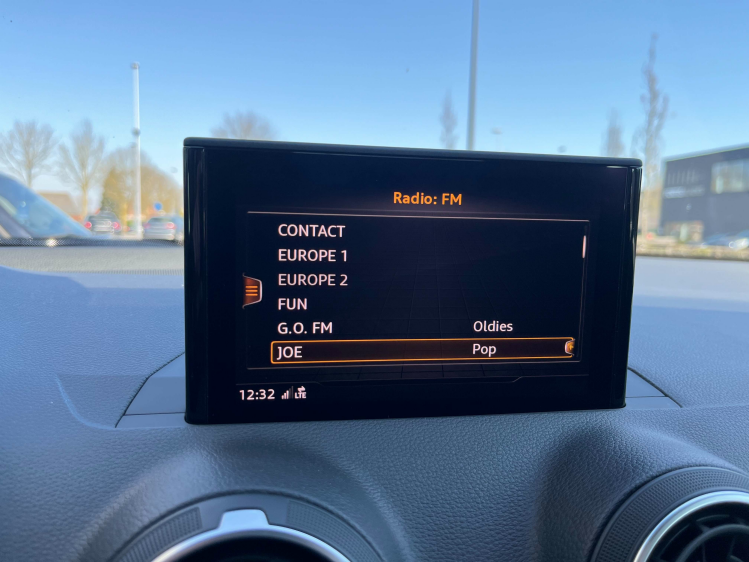 Radio: FM
CONTACT
EUROPE 1
EUROPE 2
FUN
G.O. FM Oldies
JOE Pop
12:32 LTE